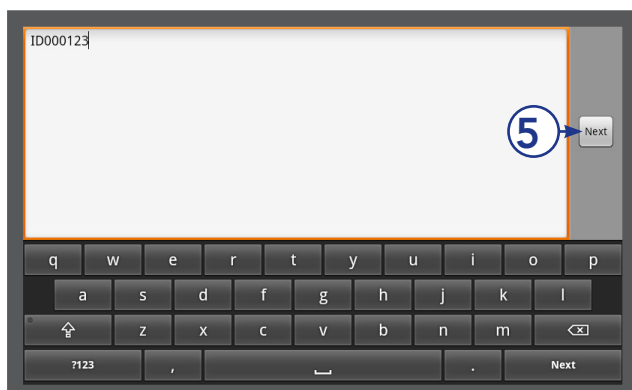 ID000123
5
Next
q w e r t y u i o p
a s d f g h j k l
z x c v b n m
?123 , . Next